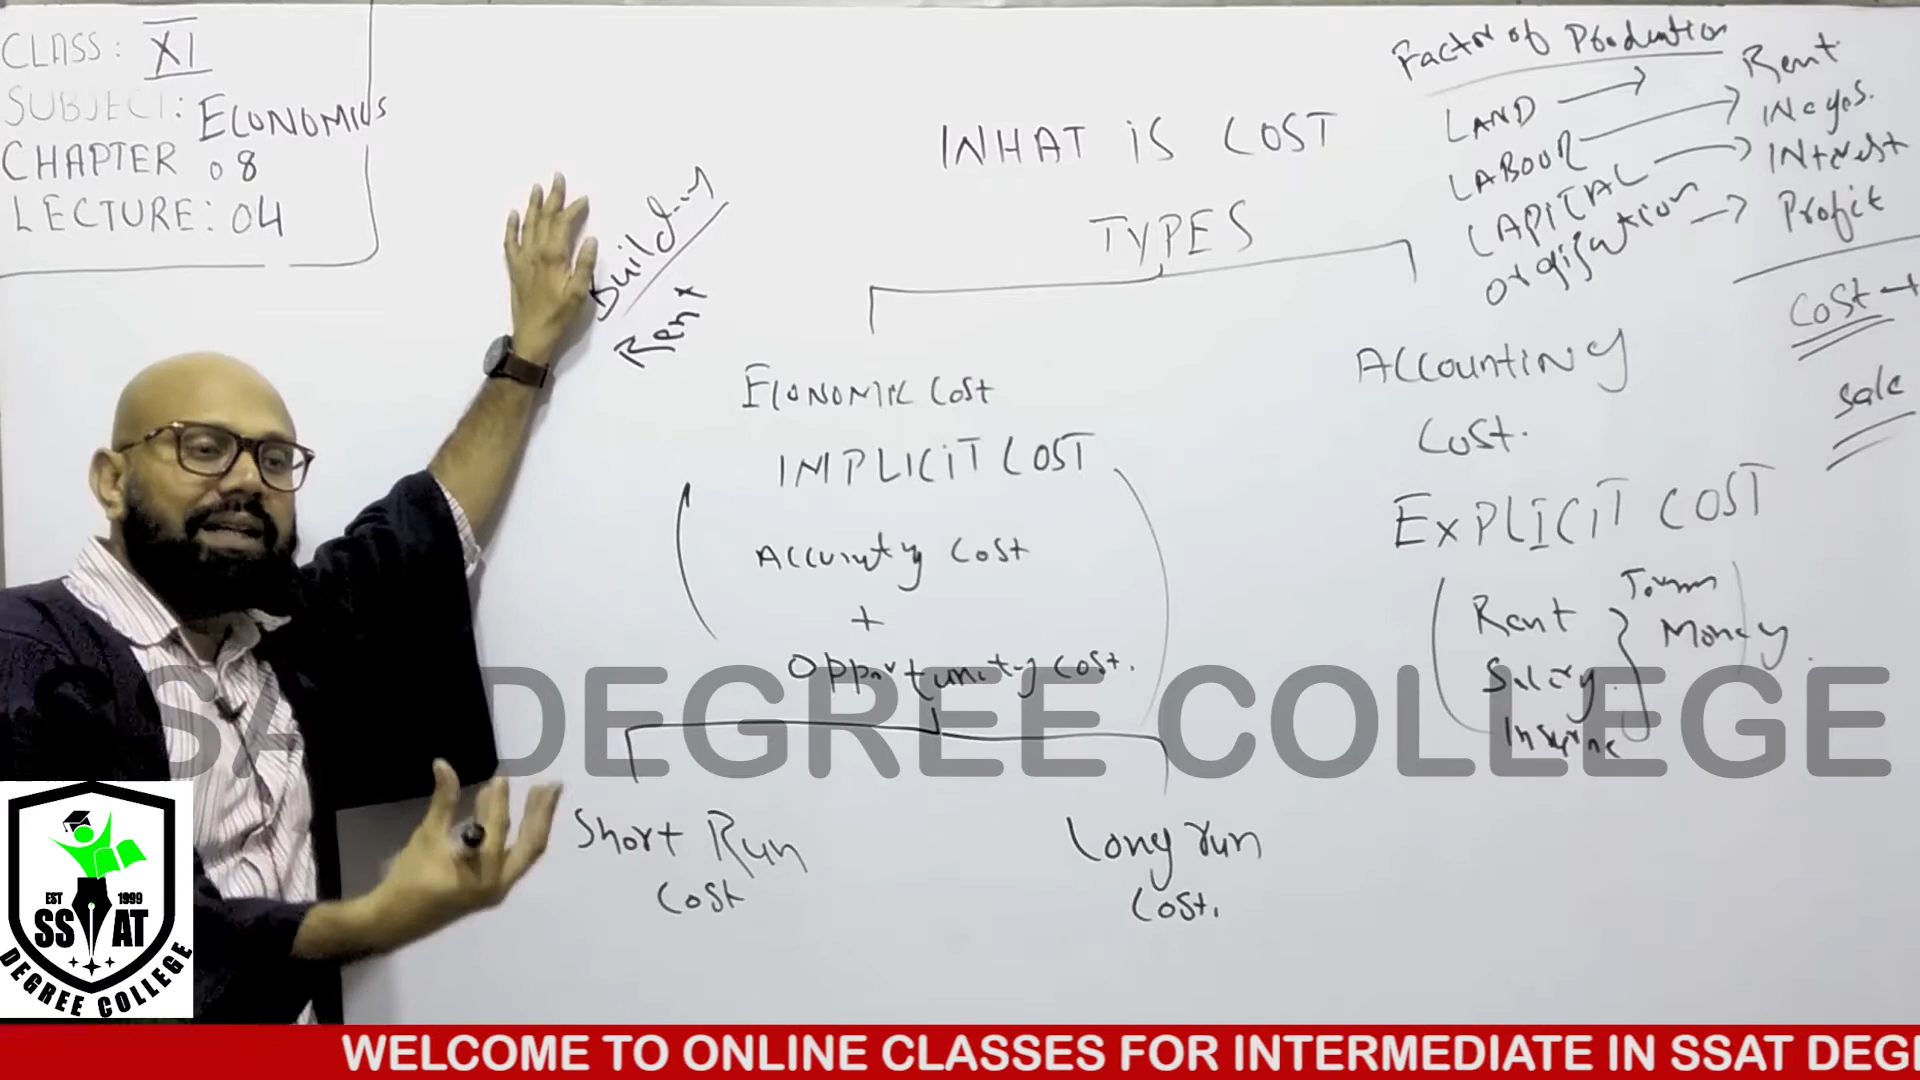 CLASS: XI
SUBJECT: ECONOMICS
CHAPTER 08
LECTURE: 04
Building
Rent
WHAT IS COST
TYPES
ECONOMIC COST
IMPLICIT COST
Accounting Cost
+
Opportunity Cost.
Short Run
Cost
Long run
Cost.
Factor of Production
LAND → Rent
LABOUR → Wages.
CAPITAL → Interest
Orgisation → Profit
Cost →
Sale
Accounting
Cost.
EXPLICIT COST
Rent
Salary
Money
SSAT DEGREE COLLEGE
EST 1999
SSAT
DEGREE COLLEGE
WELCOME TO ONLINE CLASSES FOR INTERMEDIATE IN SSAT DEG